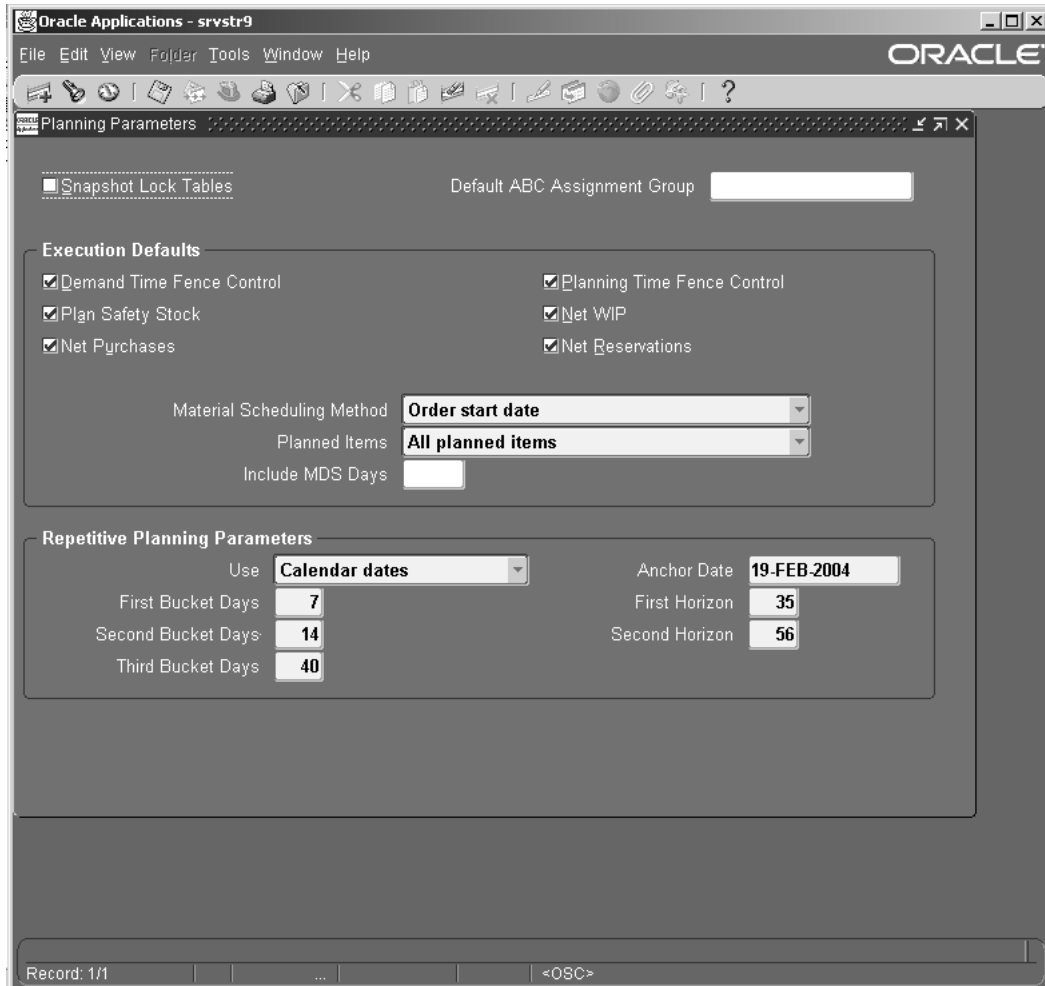 Oracle Applications - srvstr9
File Edit View Folder Tools Window Help ORACLE
Planning Parameters
Snapshot Lock Tables Default ABC Assignment Group
Execution Defaults
Demand Time Fence Control Planning Time Fence Control
Plan Safety Stock Net WIP
Net Purchases Net Reservations
Material Scheduling Method Order start date
Planned Items All planned items
Include MDS Days
Repetitive Planning Parameters
Use Calendar dates Anchor Date 19-FEB-2004
First Bucket Days 7 First Horizon 35
Second Bucket Days 14 Second Horizon 56
Third Bucket Days 40
Record: 1/1 ... <OSC>